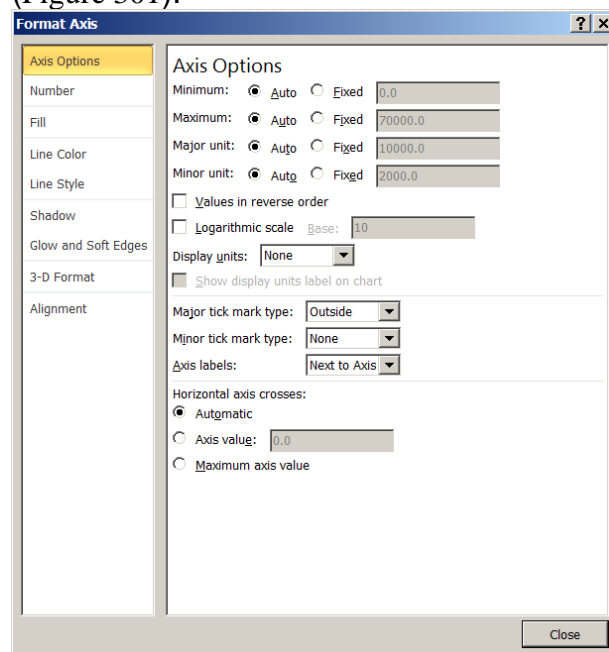 (Figure 301).
Format Axis
Axis Options
Number
Fill
Line Color
Line Style
Shadow
Glow and Soft Edges
3-D Format
Alignment
Axis Options
Minimum: Auto Fixed 0.0
Maximum: Auto Fixed 70000.0
Major unit: Auto Fixed 10000.0
Minor unit: Auto Fixed 2000.0
Values in reverse order
Logarithmic scale Base: 10
Display units: None
Show display units label on chart
Major tick mark type: Outside
Minor tick mark type: None
Axis labels: Next to Axis
Horizontal axis crosses:
Automatic
Axis value: 0.0
Maximum axis value
Close